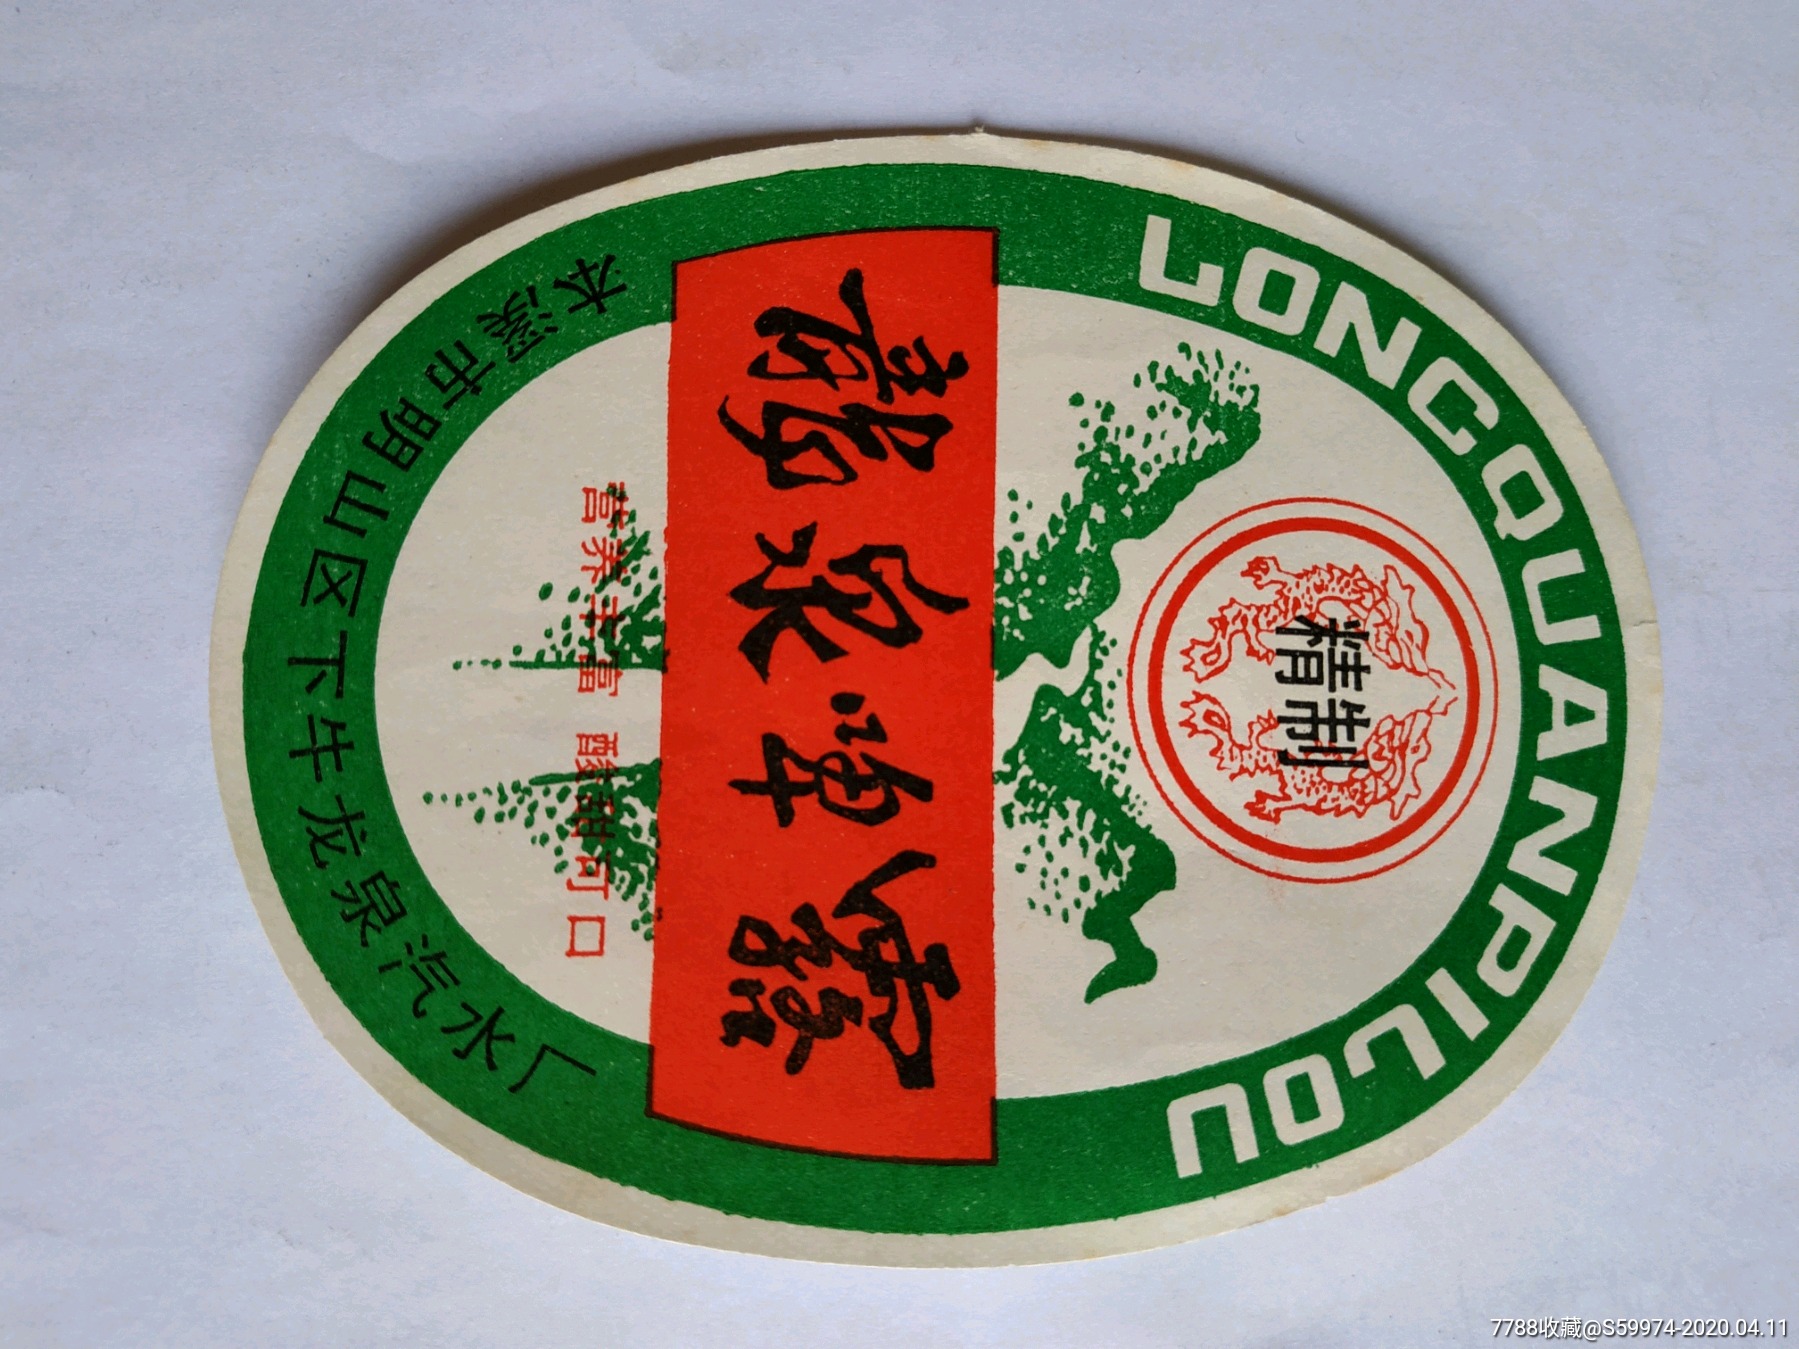 LONCQUANPILOU
精制
龍泉啤露
营养丰富 酸甜可口
本溪市明山区下牛龙泉汽水厂
7788收藏@S59974-2020.04.11